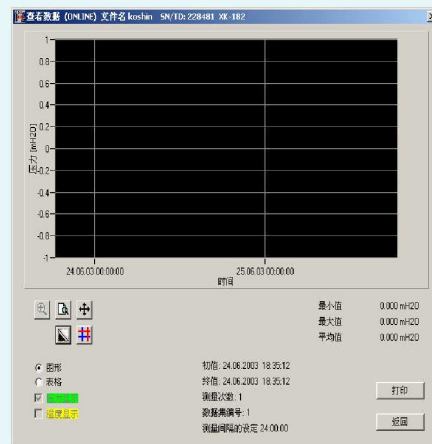 查看数据 (ONLINE) 文件名 koshin SN/TD: 228481 XK-182
1
0.8
0.6
0.4
0.2
0
-0.2
-0.4
-0.6
-0.8
-1
压力 [mH2O]
24.06.03 00:00:00 25.06.03 00:00:00
时间
最小值 0.000 mH2O
最大值 0.000 mH2O
平均值 0.000 mH2O
图形
表格
温度显示
初值: 24.06.2003 18:35:12
终值: 24.06.2003 18:35:12
测量次数: 1
数据集编号: 1
测量间隔的设定 24:00:00
打印
返回